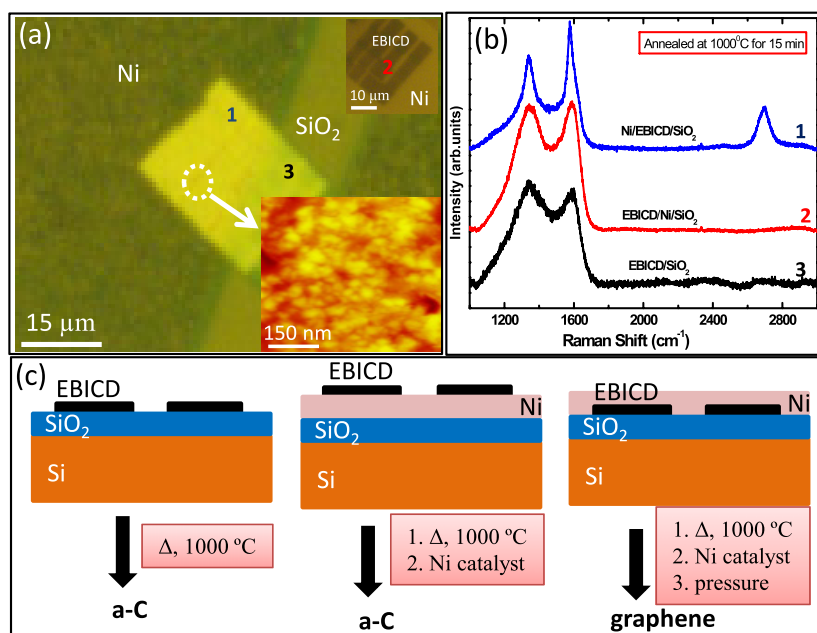 (a)
Ni
EBICD
2
10 µm
Ni
1
SiO₂
3
15 µm
150 nm
(b)
Annealed at 1000⁰C for 15 min
Ni/EBICD/SiO₂
1
EBICD/Ni/SiO₂
2
EBICD/SiO₂
3
Intensity (arb.units)
1200 1600 2000 2400 2800
Raman Shift (cm⁻¹)
(c)
EBICD
SiO₂
Si
Δ, 1000 ºC
a-C
EBICD
Ni
SiO₂
Si
1. Δ, 1000 ºC
2. Ni catalyst
a-C
EBICD
Ni
SiO₂
Si
1. Δ, 1000 ºC
2. Ni catalyst
3. pressure
graphene